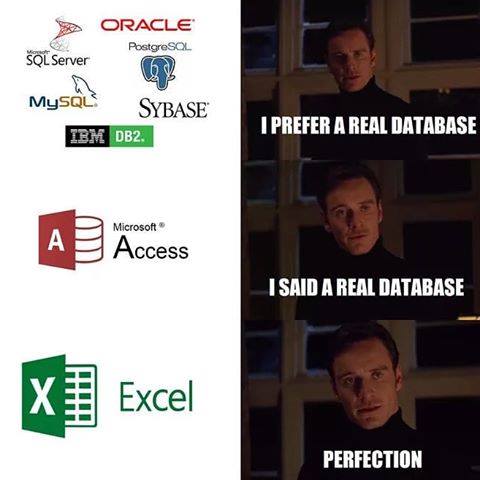 ORACLE
Microsoft
SQL Server
PostgreSQL
MySQL
SYBASE
IBM DB2.
I PREFER A REAL DATABASE
A
Microsoft ®
Access
I SAID A REAL DATABASE
X
Excel
PERFECTION